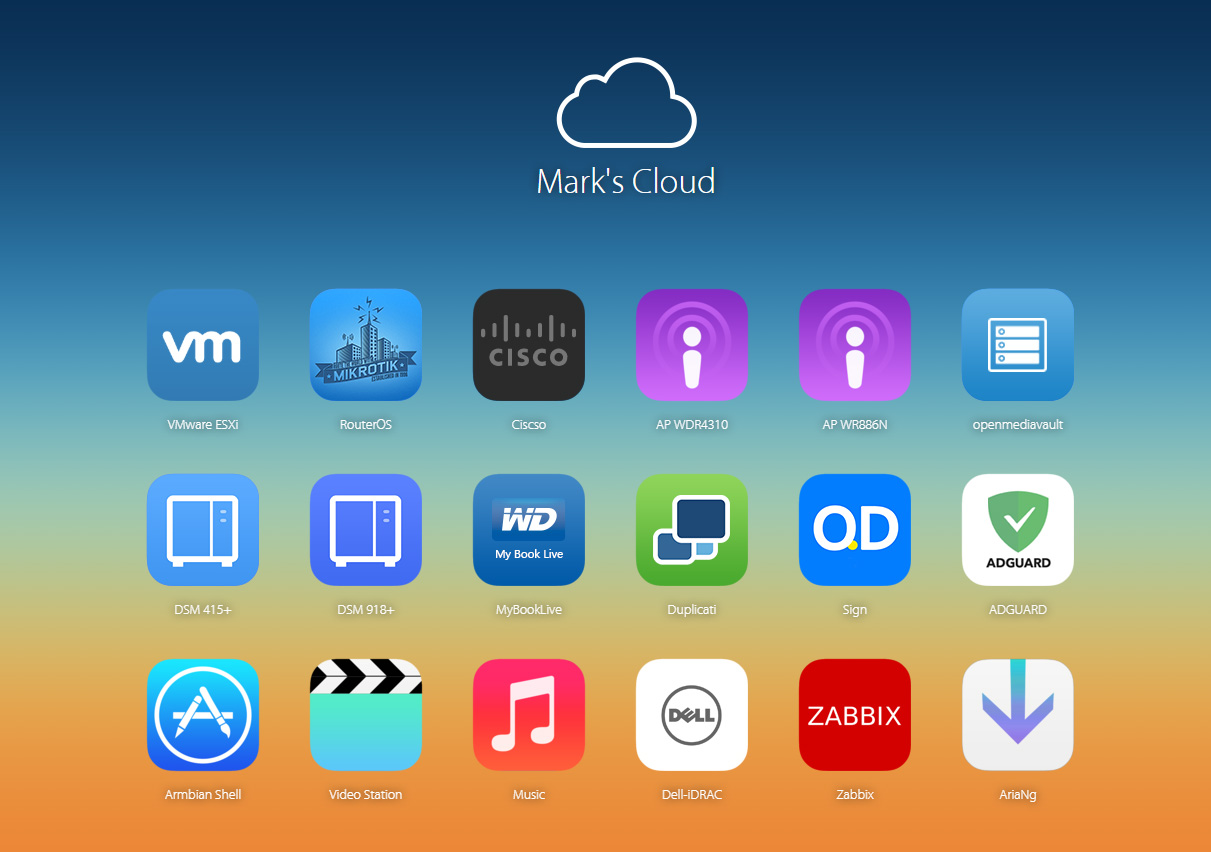 Mark's Cloud
vm
MIKROTIK
CISCO
VMware ESXi
RouterOS
Ciscso
AP WDR4310
AP WR886N
openmediavault
WD
My Book Live
QD
ADGUARD
DSM 415+
DSM 918+
MyBookLive
Duplicati
Sign
ADGUARD
DELL
ZABBIX
Armbian Shell
Video Station
Music
Dell-iDRAC
Zabbix
AriaNg